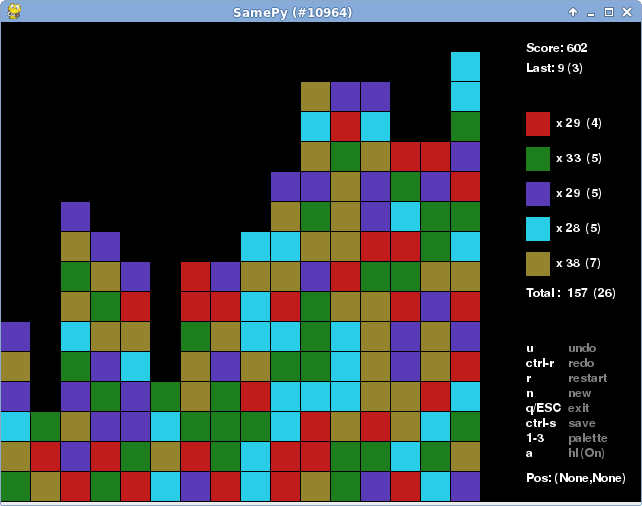 SamePy (#10964)
Score: 602
Last: 9 (3)
x 29 (4)
x 33 (5)
x 29 (5)
x 28 (5)
x 38 (7)
Total : 157 (26)
u undo
ctrl-r redo
r restart
n new
q/ESC exit
ctrl-s save
1-3 palette
a hl (On)
Pos: (None,None)